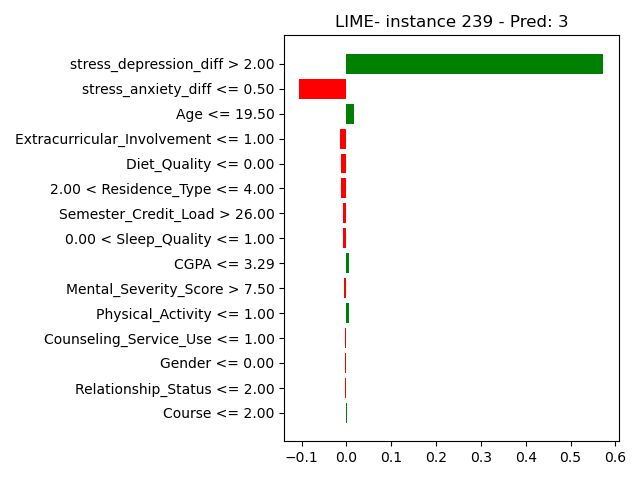 LIME- instance 239 - Pred: 3
stress_depression_diff > 2.00
stress_anxiety_diff <= 0.50
Age <= 19.50
Extracurricular_Involvement <= 1.00
Diet_Quality <= 0.00
2.00 < Residence_Type <= 4.00
Semester_Credit_Load > 26.00
0.00 < Sleep_Quality <= 1.00
CGPA <= 3.29
Mental_Severity_Score > 7.50
Physical_Activity <= 1.00
Counseling_Service_Use <= 1.00
Gender <= 0.00
Relationship_Status <= 2.00
Course <= 2.00
−0.1 0.0 0.1 0.2 0.3 0.4 0.5 0.6